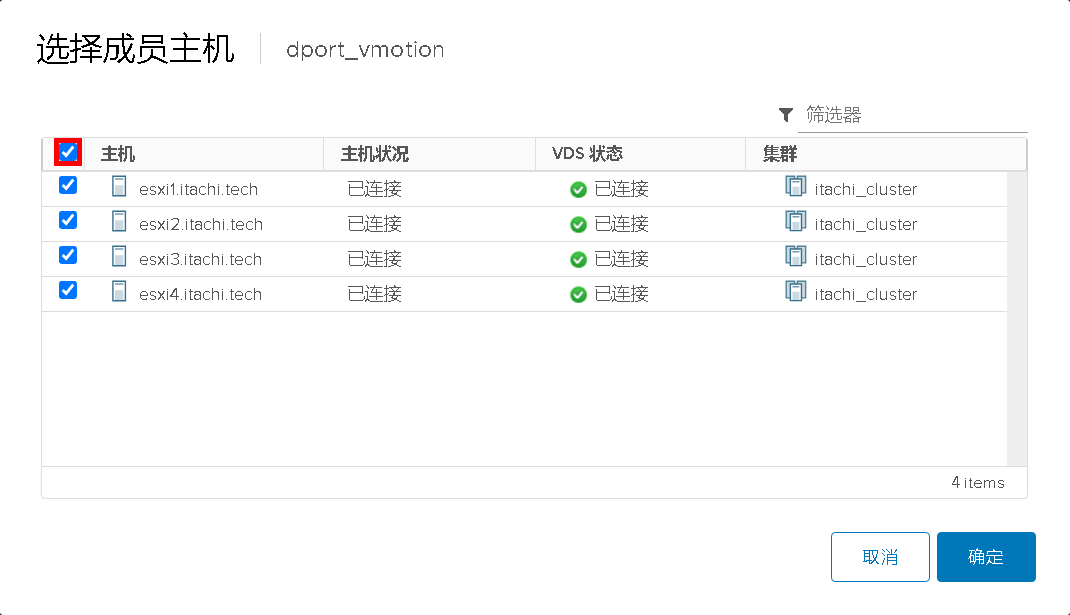 选择成员主机 dport_vmotion
筛选器
主机 主机状况 VDS 状态 集群
esxi1.itachi.tech 已连接 已连接 itachi_cluster
esxi2.itachi.tech 已连接 已连接 itachi_cluster
esxi3.itachi.tech 已连接 已连接 itachi_cluster
esxi4.itachi.tech 已连接 已连接 itachi_cluster
4 items
取消 确定